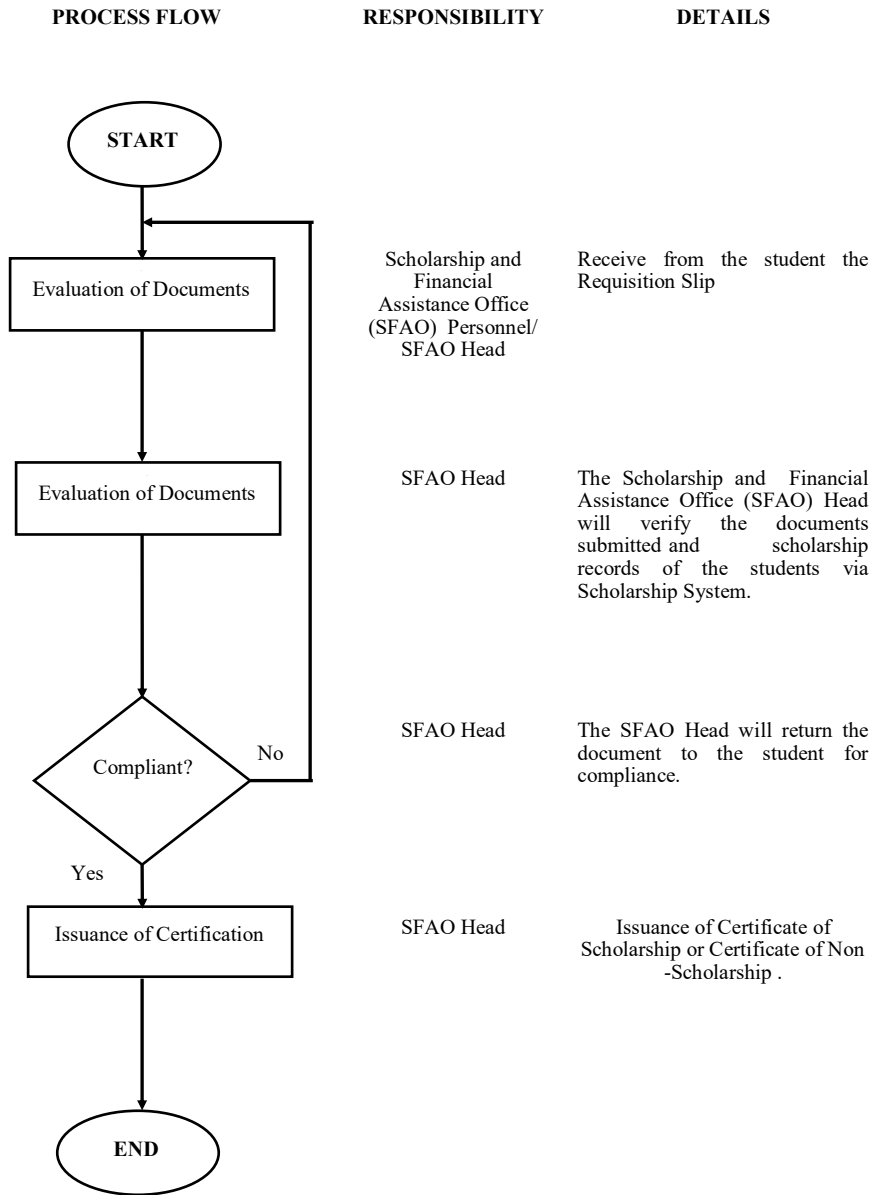 PROCESS FLOW RESPONSIBILITY DETAILS
START
Evaluation of Documents
Scholarship and
Financial
Assistance Office
(SFAO) Personnel/
SFAO Head
Receive from the student the
Requisition Slip
Evaluation of Documents
SFAO Head
The Scholarship and Financial
Assistance Office (SFAO) Head
will verify the documents
submitted and scholarship
records of the students via
Scholarship System.
Compliant?
No
SFAO Head
The SFAO Head will return the
document to the student for
compliance.
Yes
Issuance of Certification
SFAO Head
Issuance of Certificate of
Scholarship or Certificate of Non
-Scholarship .
END